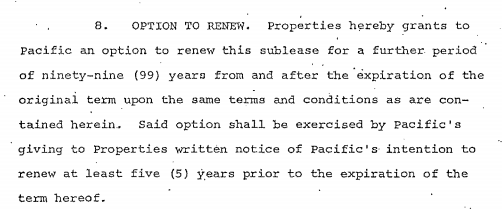 8. OPTION TO RENEW. Properties hereby grants to
Pacific an option to renew this sublease for a further period
of ninety-nine (99) years from and after the expiration of the
original term upon the same terms and conditions as are con-
tained herein. Said option shall be exercised by Pacific's
giving to Properties written notice of Pacific's intention to
renew at least five (5) years prior to the expiration of the
term hereof.